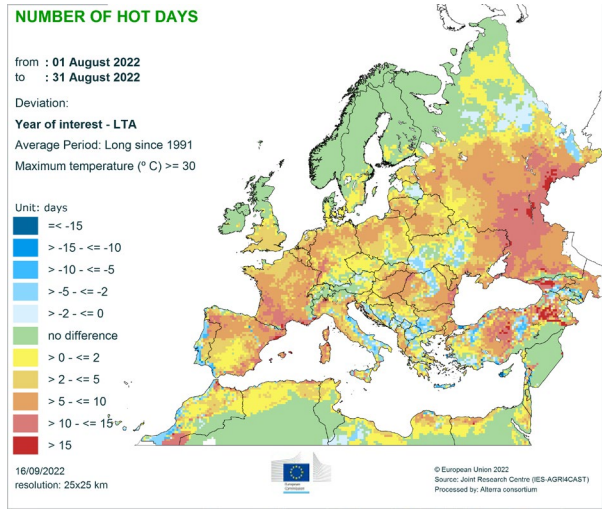 NUMBER OF HOT DAYS
from : 01 August 2022
to : 31 August 2022
Deviation:
Year of interest - LTA
Average Period: Long since 1991
Maximum temperature (º C) >= 30
Unit: days
=< -15
> -15 - <= -10
> -10 - <= -5
> -5 - <= -2
> -2 - <= 0
no difference
> 0 - <= 2
> 2 - <= 5
> 5 - <= 10
> 10 - <= 15
> 15
16/09/2022
resolution: 25x25 km
European
Commission
© European Union 2022
Source: Joint Research Centre (IES-AGRI4CAST)
Processed by: Alterra consortium